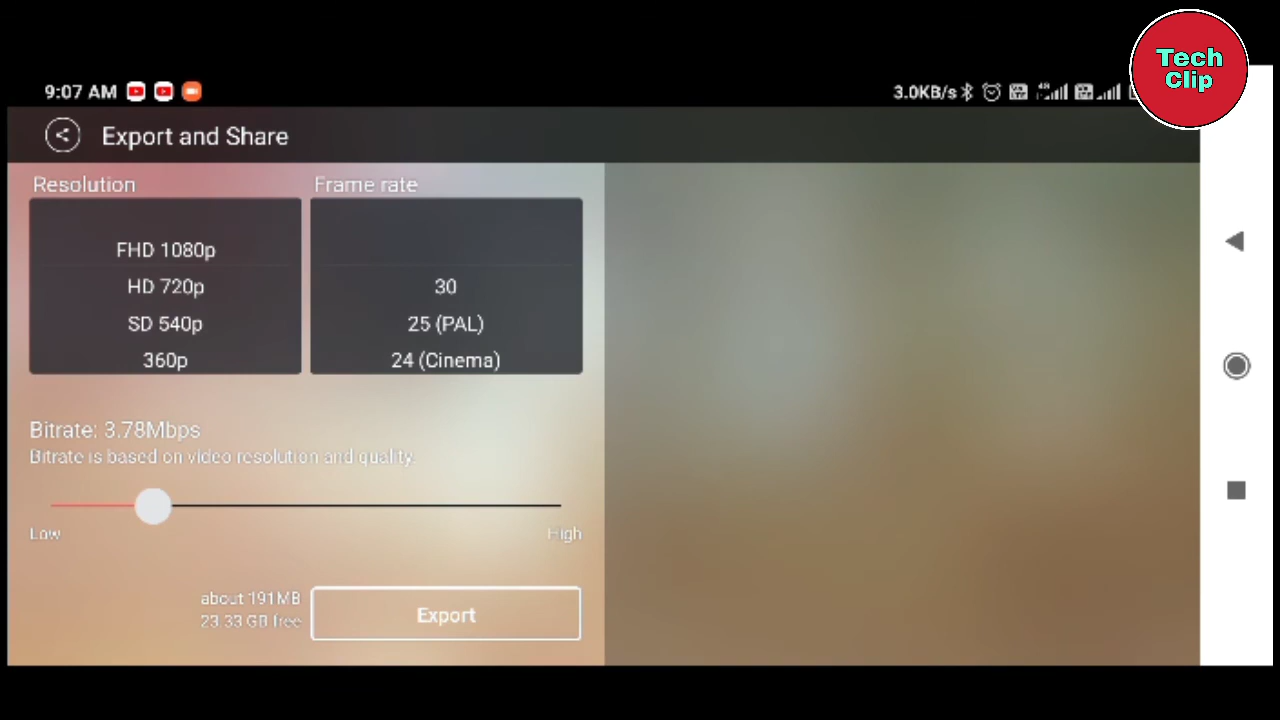 Tech
Clip
9:07 AM
3.0KB/s
Export and Share
Resolution
Frame rate
FHD 1080p
HD 720p
SD 540p
360p
30
25 (PAL)
24 (Cinema)
Bitrate: 3.78Mbps
Bitrate is based on video resolution and quality.
Low
High
about 191MB
23.33 GB free
Export